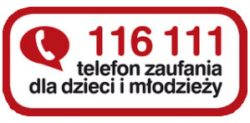 116 111
telefon zaufania
dla dzieci i młodzieży